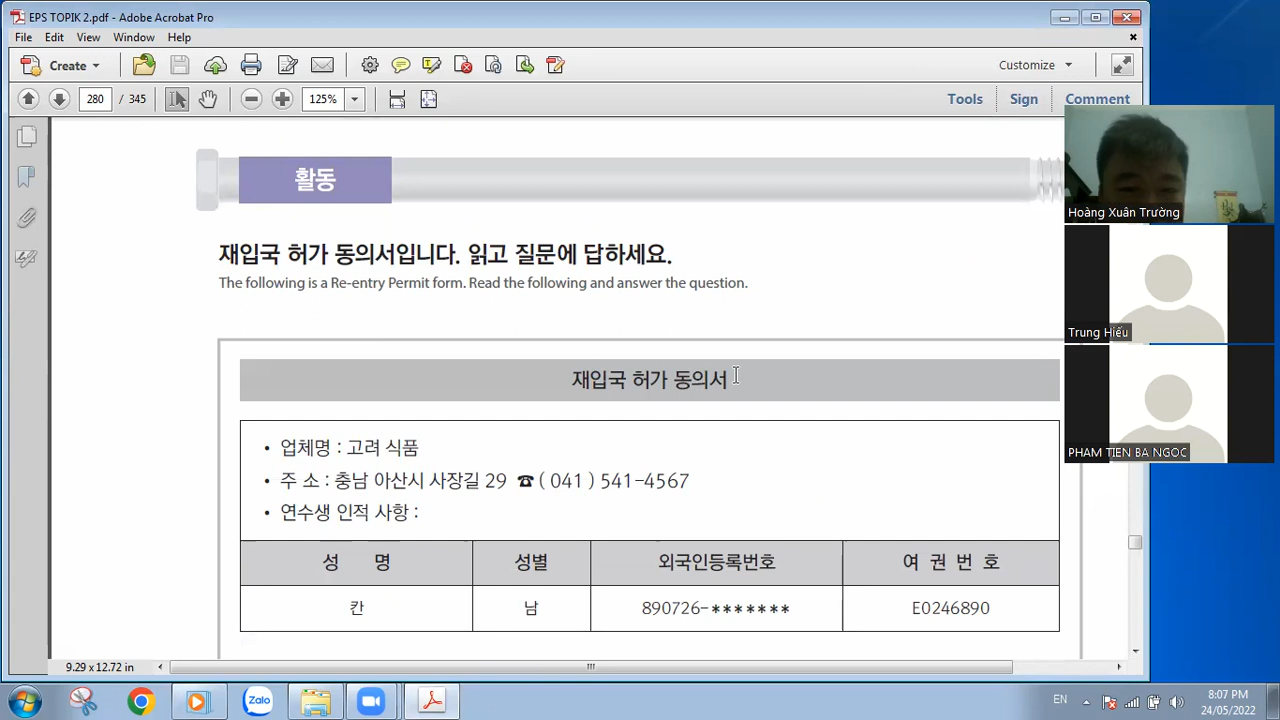 EPS TOPIK 2.pdf - Adobe Acrobat Pro
File Edit View Window Help
Create Customize
280 / 345 125% Tools Sign Comment
활동
재입국 허가 동의서입니다. 읽고 질문에 답하세요.
The following is a Re-entry Permit form. Read the following and answer the question.
재입국 허가 동의서
• 업체명 : 고려 식품
• 주 소 : 충남 아산시 사장길 29 ☎ ( 041 ) 541-4567
• 연수생 인적 사항 :
성 명 성별 외국인등록번호 여 권 번 호
칸 남 890726-******* E0246890
9.29 x 12.72 in
Hoàng Xuân Trường
Trung Hiếu
PHAM TIEN BA NGOC
Zalo
EN 8:07 PM
24/05/2022